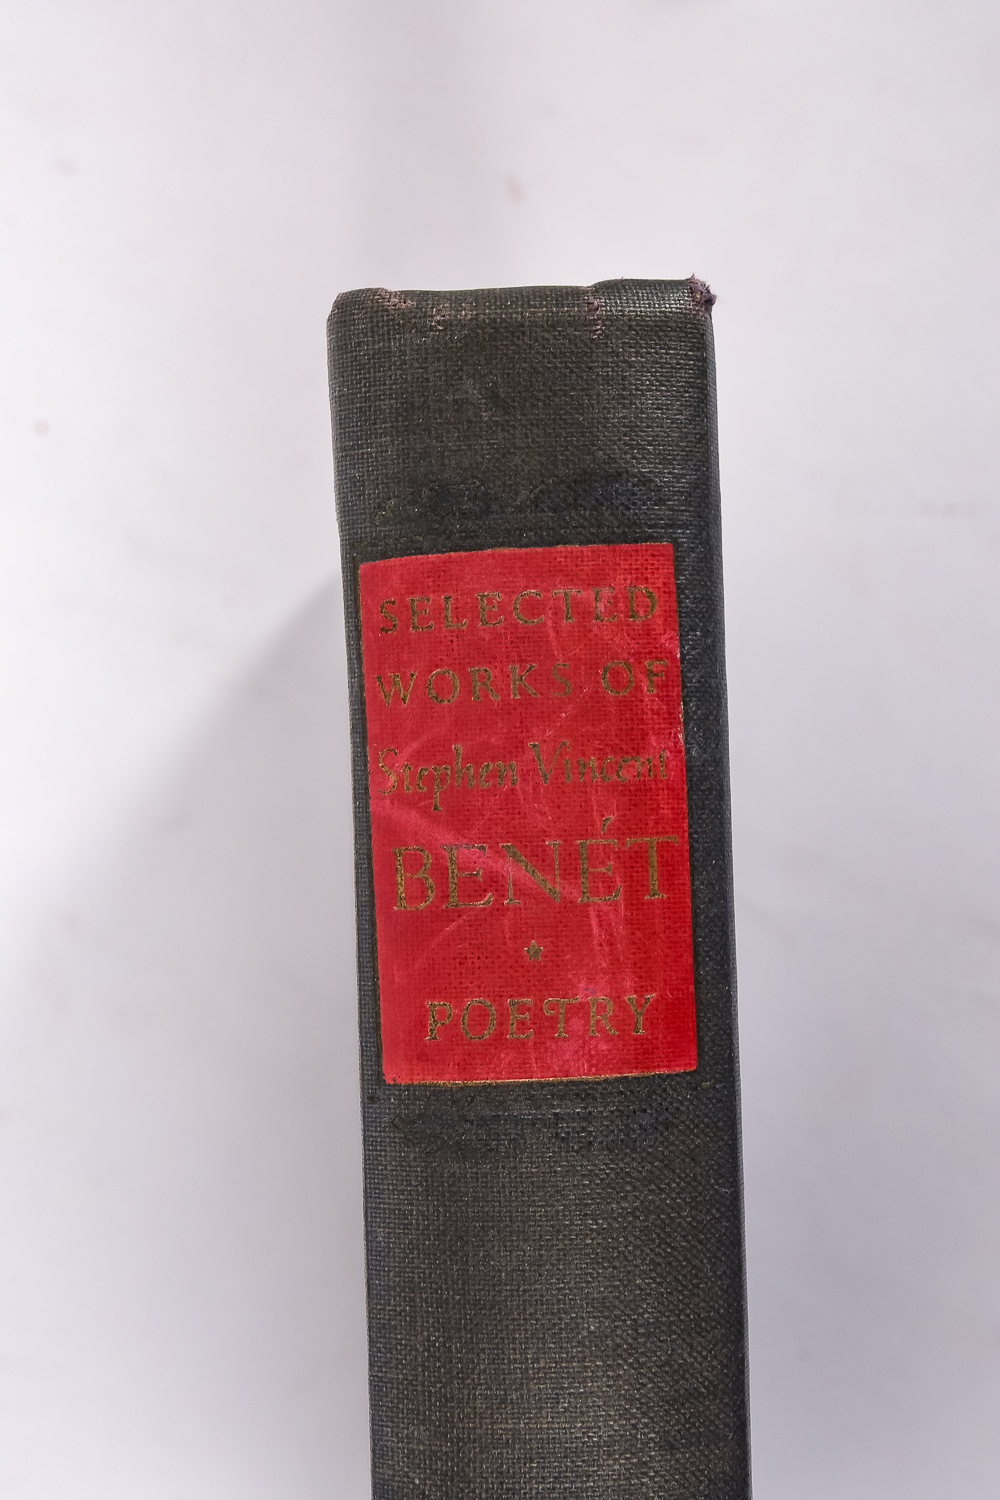 SELECTED
WORKS OF
Stephen Vincent
BENÉT
POETRY